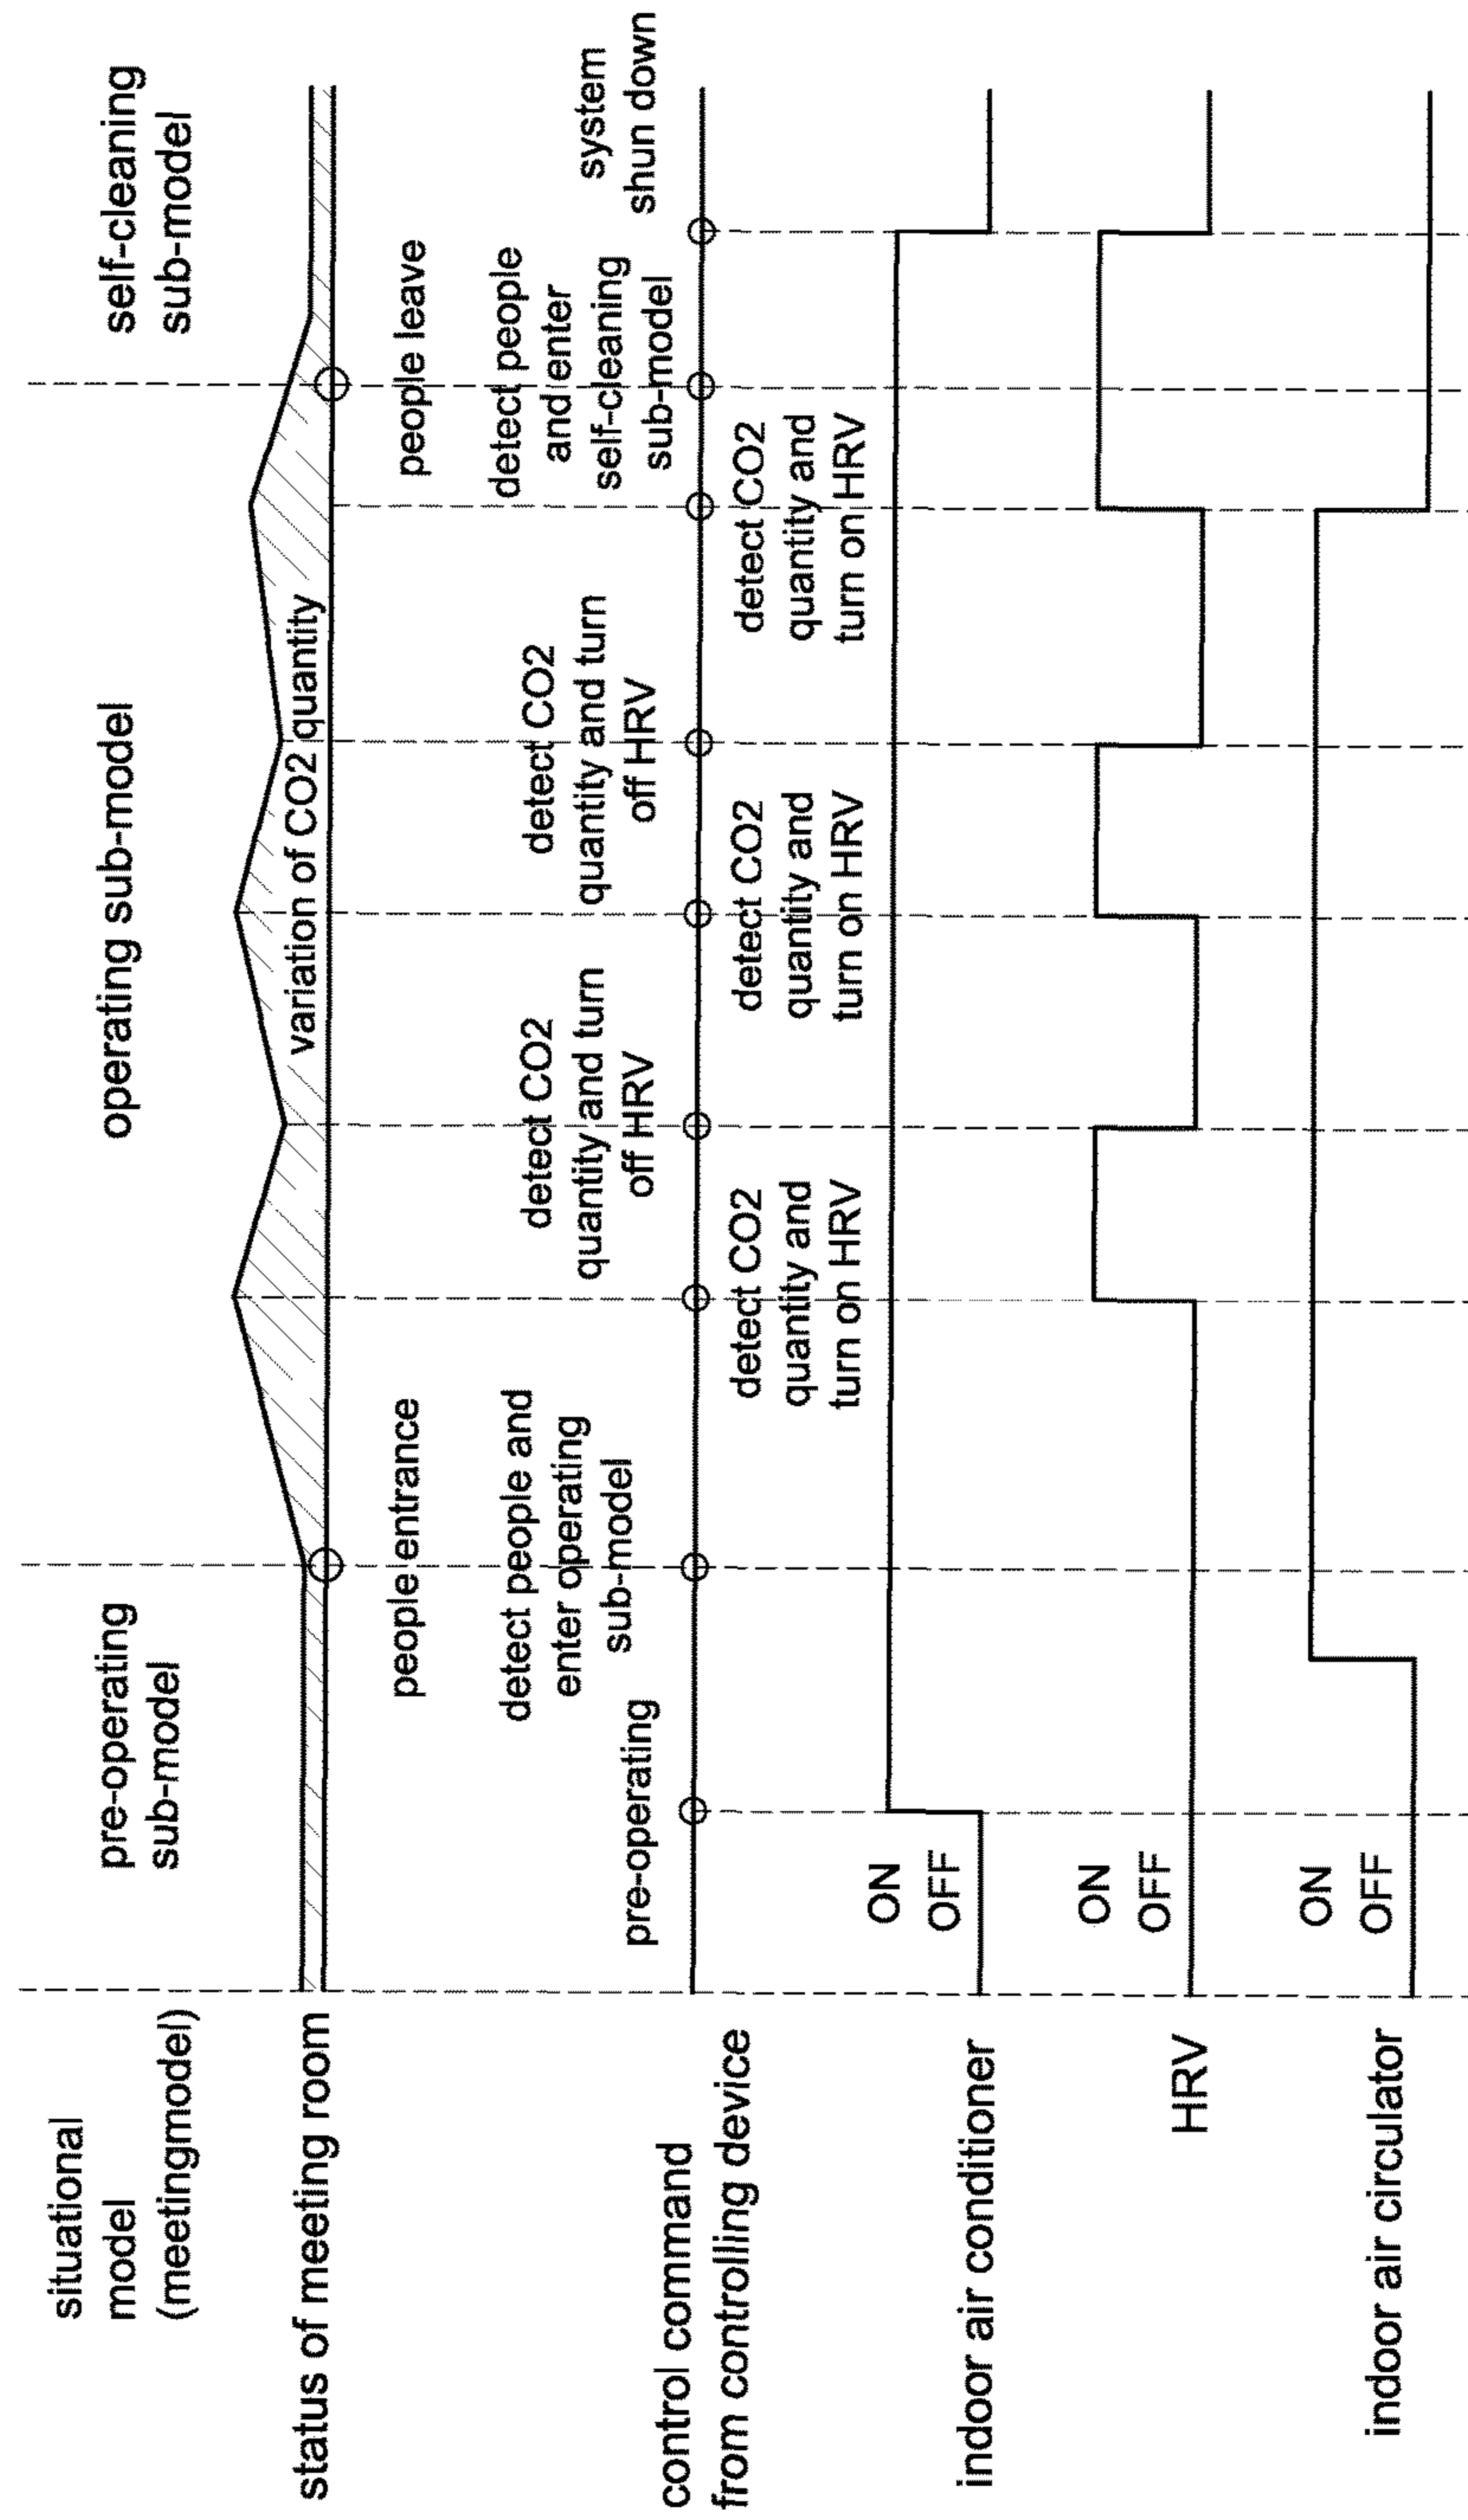 situational
model
(meetingmodel)
pre-operating
sub-model
operating sub-model
self-cleaning
sub-model
status of meeting room
variation of CO2 quantity
people entrance
people leave
control command
from controlling device
pre-operating
detect people and
enter operating
sub-model
detect CO2
quantity and turn
off HRV
detect CO2
quantity and turn
off HRV
detect people
and enter
self-cleaning
sub-model
system
shun down
detect CO2
quantity and
turn on HRV
detect CO2
quantity and
turn on HRV
detect CO2
quantity and
turn on HRV
indoor air conditioner
ON
OFF
HRV
ON
OFF
indoor air circulator
ON
OFF